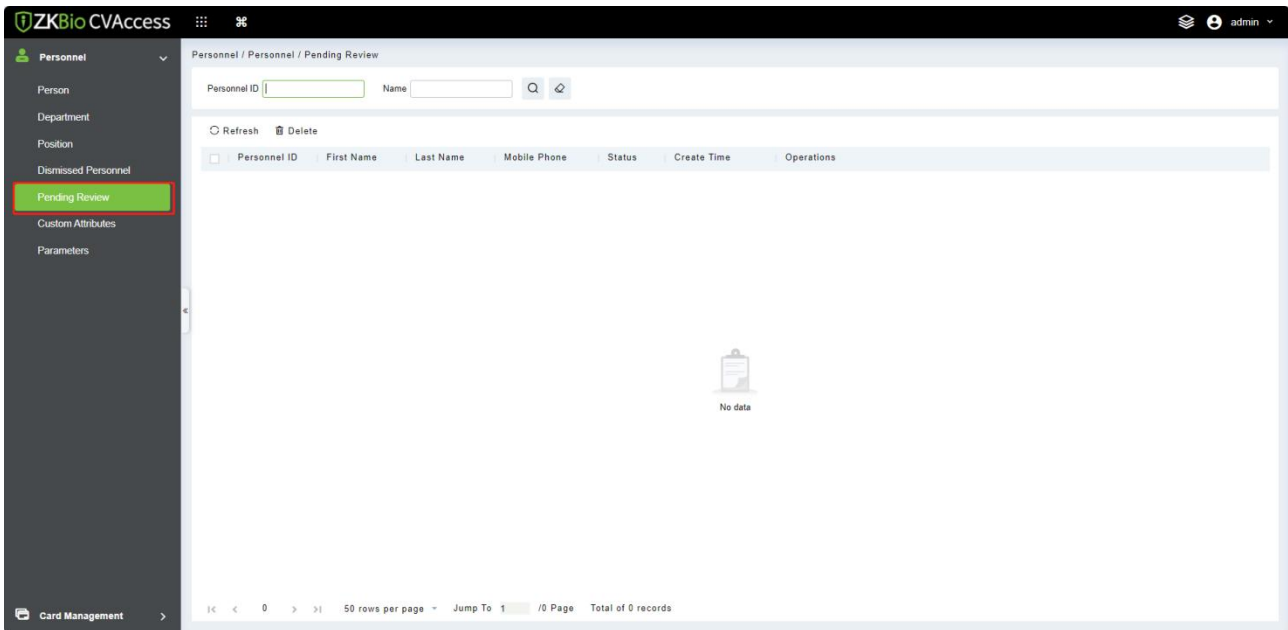 ZKBio CVAccess
admin
Personnel
Personnel / Personnel / Pending Review
Person
Personnel ID Name
Department
Refresh Delete
Position
Personnel ID First Name Last Name Mobile Phone Status Create Time Operations
Dismissed Personnel
Pending Review
Custom Attributes
Parameters
No data
Card Management
0 50 rows per page Jump To 1 /0 Page Total of 0 records